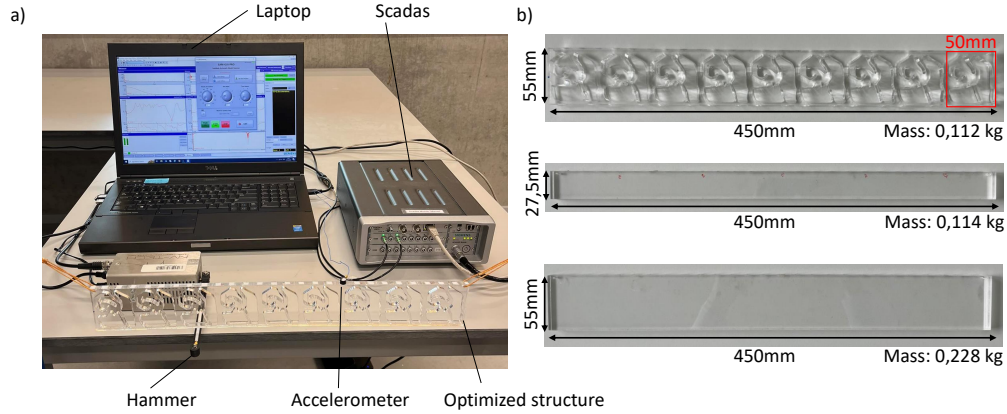 a)
Laptop
Scadas
Hammer
Accelerometer
Optimized structure
b)
50mm
55mm
450mm
Mass: 0,112 kg
27,5mm
450mm
Mass: 0,114 kg
55mm
450mm
Mass: 0,228 kg